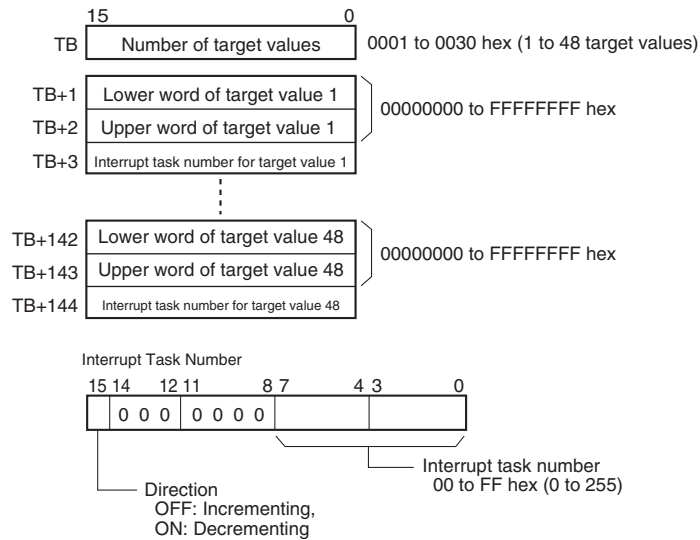 15 0
TB Number of target values 0001 to 0030 hex (1 to 48 target values)
TB+1 Lower word of target value 1
00000000 to FFFFFFFF hex
TB+2 Upper word of target value 1
TB+3 Interrupt task number for target value 1
TB+142 Lower word of target value 48
00000000 to FFFFFFFF hex
TB+143 Upper word of target value 48
TB+144 Interrupt task number for target value 48
Interrupt Task Number
15 14 12 11 8 7 4 3 0
0 0 0 0 0 0 0
Interrupt task number
00 to FF hex (0 to 255)
Direction
OFF: Incrementing,
ON: Decrementing